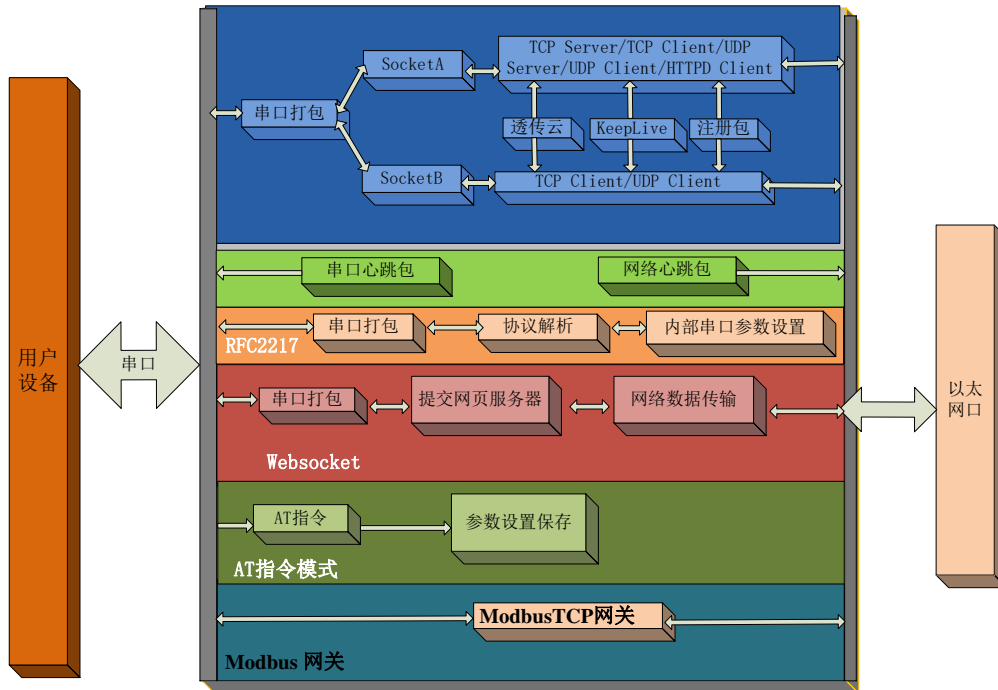 用户
设备
串口
串口打包
SocketA
SocketB
TCP Server/TCP Client/UDP
Server/UDP Client/HTTPD Client
透传云
KeepLive
注册包
TCP Client/UDP Client
串口心跳包
网络心跳包
串口打包
协议解析
内部串口参数设置
RFC2217
串口打包
提交网页服务器
网络数据传输
Websocket
AT指令
参数设置保存
AT指令模式
ModbusTCP网关
Modbus 网关
以太
网口